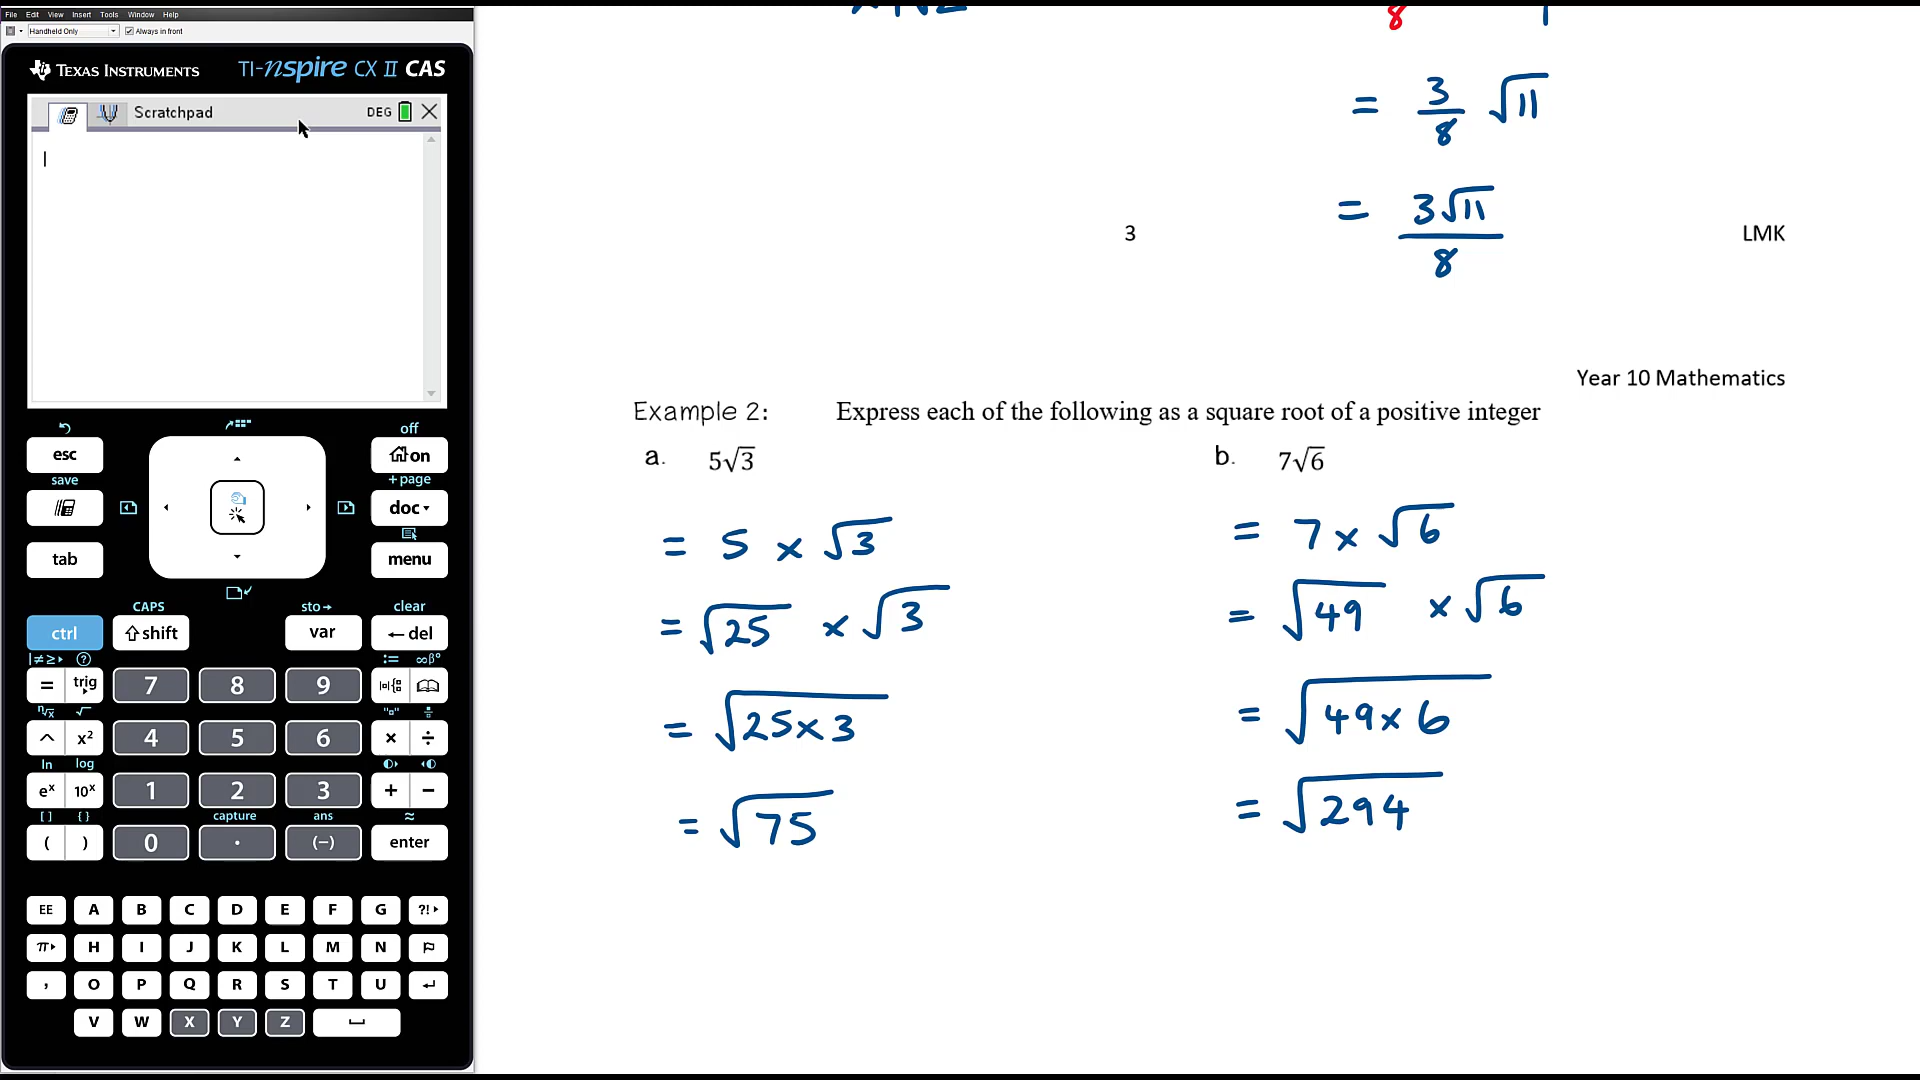 File Edit View Insert Tools Window Help
Handheld Only Always in front
TEXAS INSTRUMENTS TI-nspire CX II CAS
Scratchpad DEG
off
esc on
save + page
doc
tab menu
CAPS sto→ clear
ctrl ⇧shift var ← del
= trig 7 8 9
^ x² 4 5 6 × ÷
ln log
eˣ 10ˣ 1 2 3 + −
[ ] { } capture ans ≈
( ) 0 . (−) enter
EE A B C D E F G ?!
π H I J K L M N
, O P Q R S T U
V W X Y Z
8
= 3/8 √11
= 3√11/8
3 LMK
Year 10 Mathematics
Example 2: Express each of the following as a square root of a positive integer
a. 5√3
= 5 × √3
= √25 × √3
= √25×3
= √75
b. 7√6
= 7 × √6
= √49 × √6
= √49×6
= √294